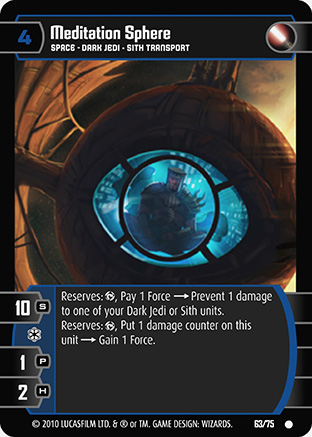 4
Meditation Sphere
SPACE - DARK JEDI - SITH TRANSPORT
10 S
Reserves: , Pay 1 Force → Prevent 1 damage
to one of your Dark Jedi or Sith units.
Reserves: , Put 1 damage counter on this
unit → Gain 1 Force.
1 P
2 H
© 2010 LUCASFILM LTD. & ® or TM. GAME DESIGN: WIZARDS.
63/75